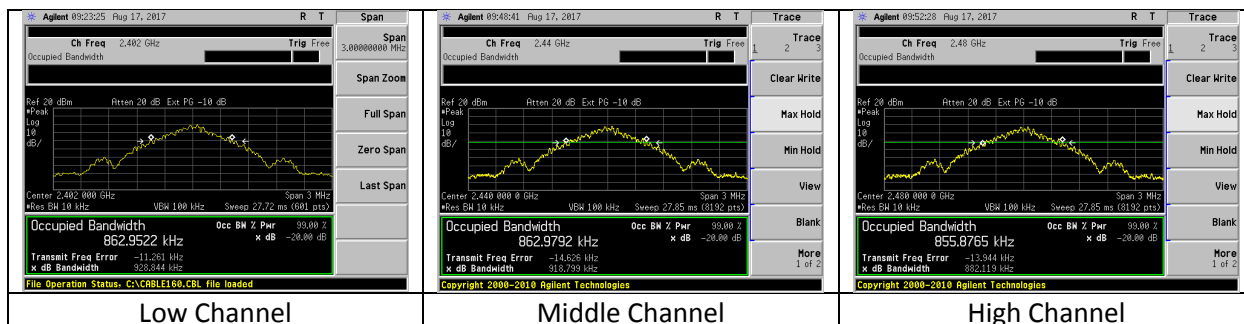 Agilent 09:23:25 Aug 17, 2017 R T Span
Ch Freq 2.402 GHz Trig Free
Occupied Bandwidth
Span
3.00000000 MHz
Span Zoom
Full Span
Zero Span
Last Span
Ref 20 dBm Atten 20 dB Ext PG -10 dB
#Peak
Log
10
dB/
Center 2.402 000 GHz Span 3 MHz
#Res BW 10 kHz VBW 100 kHz Sweep 27.72 ms (601 pts)
Occupied Bandwidth Occ BW % Pwr 99.00 %
862.9522 kHz x dB -20.00 dB
Transmit Freq Error -11.261 kHz
x dB Bandwidth 928.844 kHz
File Operation Status, C:\CABLE160.CBL file loaded
Low Channel
Agilent 09:48:41 Aug 17, 2017 R T Trace
Ch Freq 2.44 GHz Trig Free
Occupied Bandwidth
Trace
1 2 3
Clear Write
Max Hold
Min Hold
View
Blank
More
1 of 2
Ref 20 dBm Atten 20 dB Ext PG -10 dB
#Peak
Log
10
dB/
Center 2.440 000 0 GHz Span 3 MHz
#Res BW 10 kHz VBW 100 kHz Sweep 27.85 ms (8192 pts)
Occupied Bandwidth Occ BW % Pwr 99.00 %
862.9792 kHz x dB -20.00 dB
Transmit Freq Error -14.626 kHz
x dB Bandwidth 918.799 kHz
Copyright 2000-2010 Agilent Technologies
Middle Channel
Agilent 09:52:28 Aug 17, 2017 R T Trace
Ch Freq 2.48 GHz Trig Free
Occupied Bandwidth
Trace
1 2 3
Clear Write
Max Hold
Min Hold
View
Blank
More
1 of 2
Ref 20 dBm Atten 20 dB Ext PG -10 dB
#Peak
Log
10
dB/
Center 2.480 000 0 GHz Span 3 MHz
#Res BW 10 kHz VBW 100 kHz Sweep 27.85 ms (8192 pts)
Occupied Bandwidth Occ BW % Pwr 99.00 %
855.8765 kHz x dB -20.00 dB
Transmit Freq Error -13.944 kHz
x dB Bandwidth 882.119 kHz
Copyright 2000-2010 Agilent Technologies
High Channel